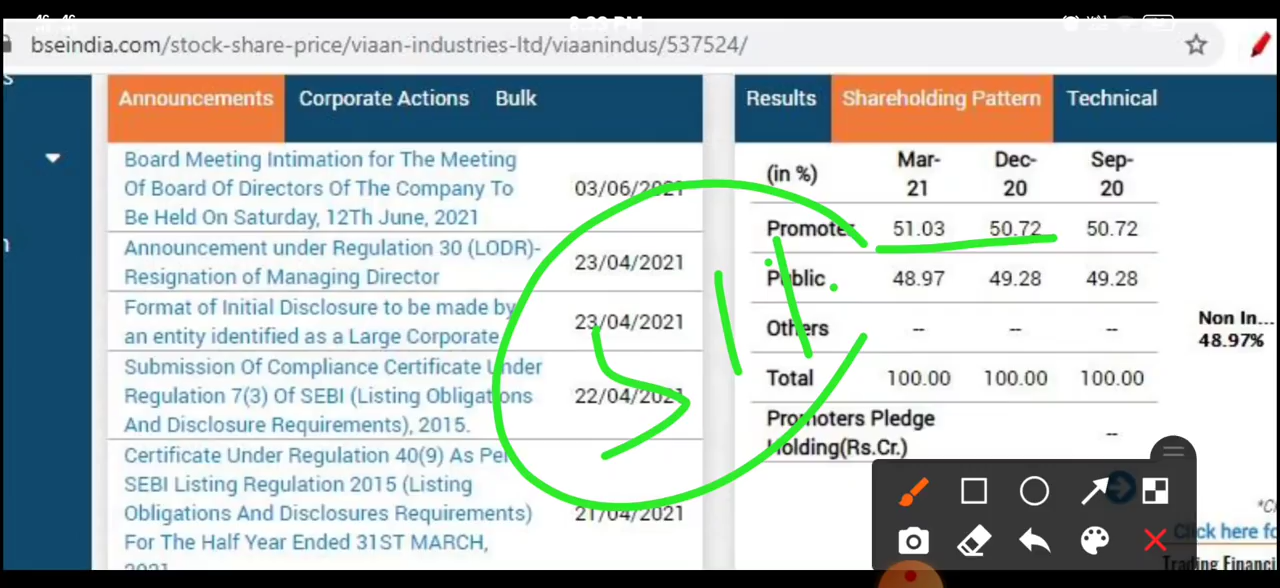 bseindia.com/stock-share-price/viaan-industries-ltd/viaanindus/537524/
Announcements Corporate Actions Bulk
Board Meeting Intimation for The Meeting
Of Board Of Directors Of The Company To
Be Held On Saturday, 12Th June, 2021
03/06/2021
Announcement under Regulation 30 (LODR)-
Resignation of Managing Director
23/04/2021
Format of Initial Disclosure to be made by
an entity identified as a Large Corporate
23/04/2021
Submission Of Compliance Certificate Under
Regulation 7(3) Of SEBI (Listing Obligations
And Disclosure Requirements), 2015.
22/04/2021
Certificate Under Regulation 40(9) As Per
SEBI Listing Regulation 2015 (Listing
Obligations And Disclosures Requirements)
For The Half Year Ended 31ST MARCH,
2021
21/04/2021
Results Shareholding Pattern Technical
(in %) Mar-21 Dec-20 Sep-20
Promoter 51.03 50.72 50.72
Public 48.97 49.28 49.28
Others -- -- --
Total 100.00 100.00 100.00
Promoters Pledge
Holding(Rs.Cr.) --
Non In...
48.97%
Click here fo
Trading Financi